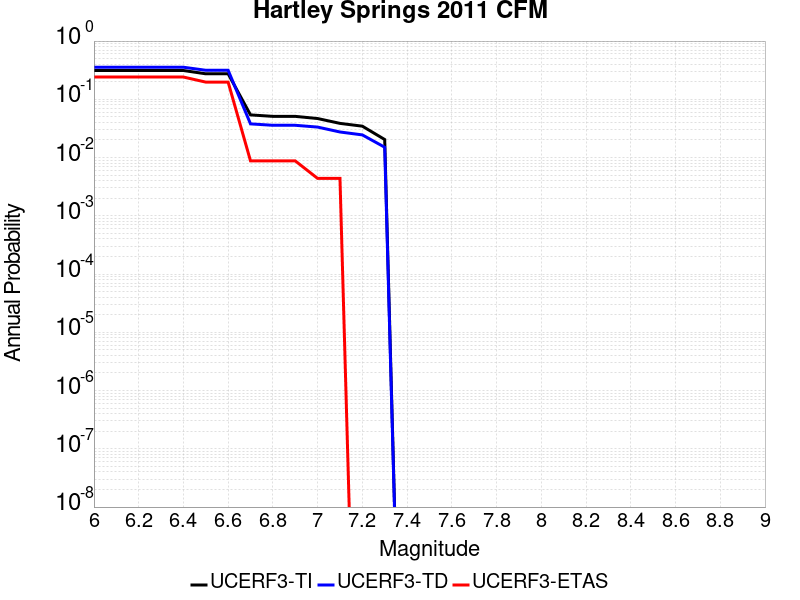 Hartley Springs 2011 CFM
10^0
10^-1
10^-2
10^-3
10^-4
10^-5
10^-6
10^-7
10^-8
Annual Probability
6 6.2 6.4 6.6 6.8 7 7.2 7.4 7.6 7.8 8 8.2 8.4 8.6 8.8 9
Magnitude
UCERF3-TI UCERF3-TD UCERF3-ETAS